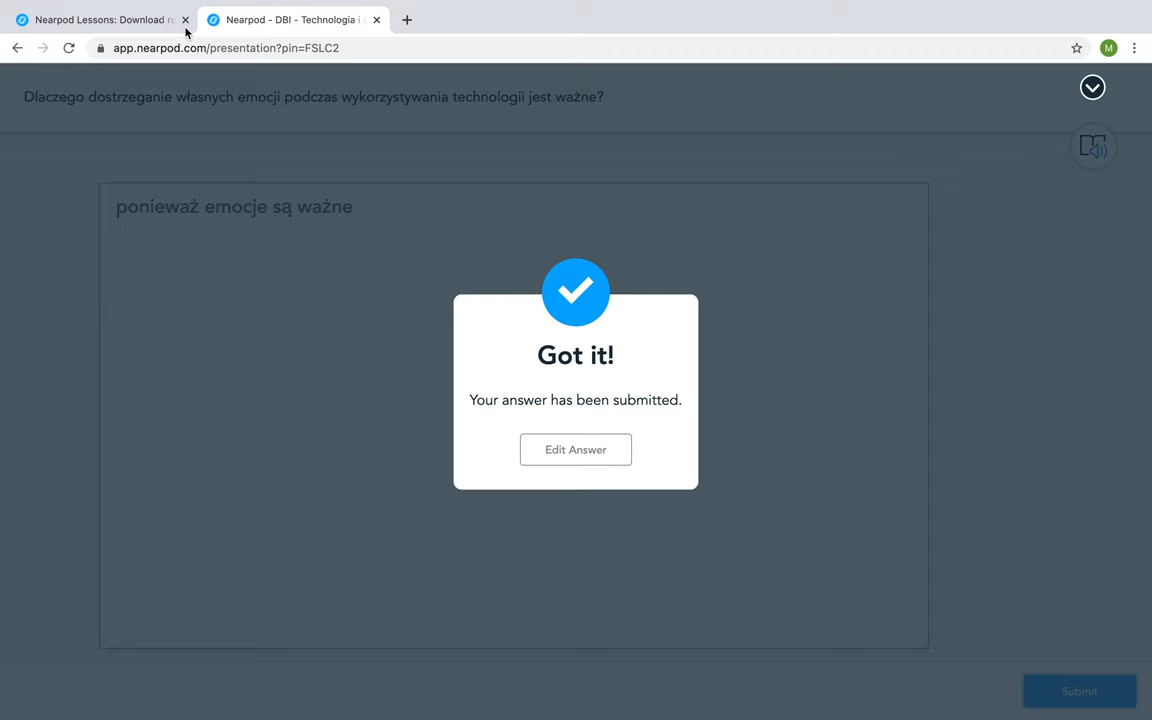 Nearpod Lessons: Download re
Nearpod - DBI - Technologia i
app.nearpod.com/presentation?pin=FSLC2
M
Dlaczego dostrzeganie własnych emocji podczas wykorzystywania technologii jest ważne?
ponieważ emocje są ważne
Got it!
Your answer has been submitted.
Edit Answer
Submit